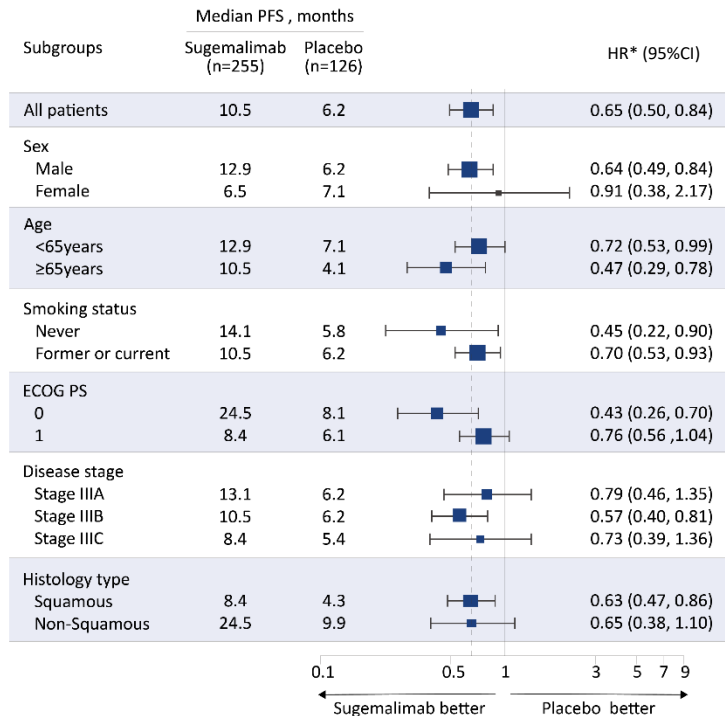 Median PFS , months
Subgroups Sugemalimab Placebo HR* (95%CI)
(n=255) (n=126)
All patients 10.5 6.2 0.65 (0.50, 0.84)
Sex
Male 12.9 6.2 0.64 (0.49, 0.84)
Female 6.5 7.1 0.91 (0.38, 2.17)
Age
<65years 12.9 7.1 0.72 (0.53, 0.99)
≥65years 10.5 4.1 0.47 (0.29, 0.78)
Smoking status
Never 14.1 5.8 0.45 (0.22, 0.90)
Former or current 10.5 6.2 0.70 (0.53, 0.93)
ECOG PS
0 24.5 8.1 0.43 (0.26, 0.70)
1 8.4 6.1 0.76 (0.56 ,1.04)
Disease stage
Stage IIIA 13.1 6.2 0.79 (0.46, 1.35)
Stage IIIB 10.5 6.2 0.57 (0.40, 0.81)
Stage IIIC 8.4 5.4 0.73 (0.39, 1.36)
Histology type
Squamous 8.4 4.3 0.63 (0.47, 0.86)
Non-Squamous 24.5 9.9 0.65 (0.38, 1.10)
0.1 0.5 1 3 5 7 9
Sugemalimab better Placebo better